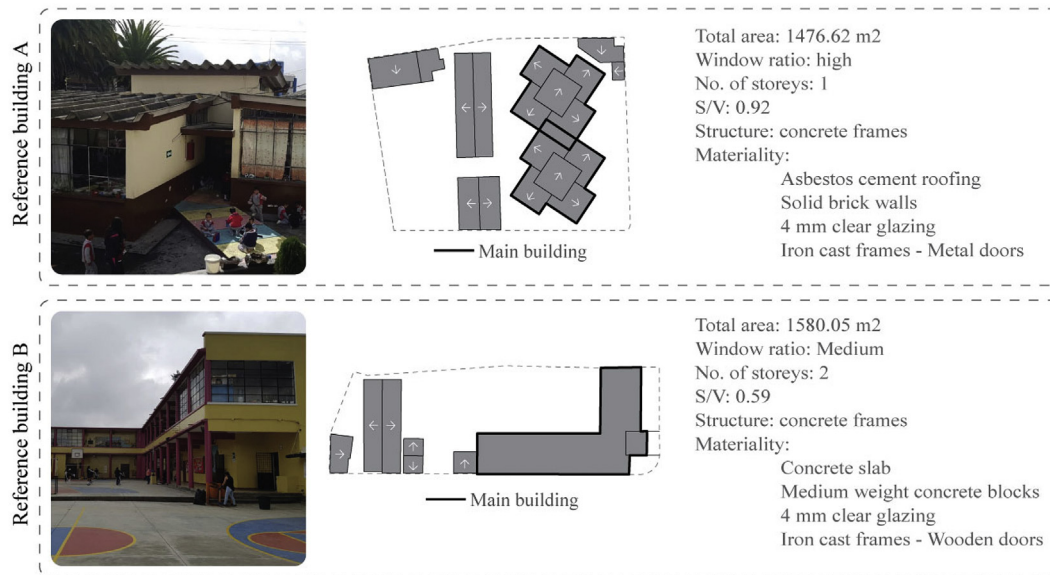 Reference building A
Total area: 1476.62 m2
Window ratio: high
No. of storeys: 1
S/V: 0.92
Structure: concrete frames
Materiality:
Asbestos cement roofing
Solid brick walls
4 mm clear glazing
Iron cast frames - Metal doors
Main building
Reference building B
Total area: 1580.05 m2
Window ratio: Medium
No. of storeys: 2
S/V: 0.59
Structure: concrete frames
Materiality:
Concrete slab
Medium weight concrete blocks
4 mm clear glazing
Iron cast frames - Wooden doors
Main building